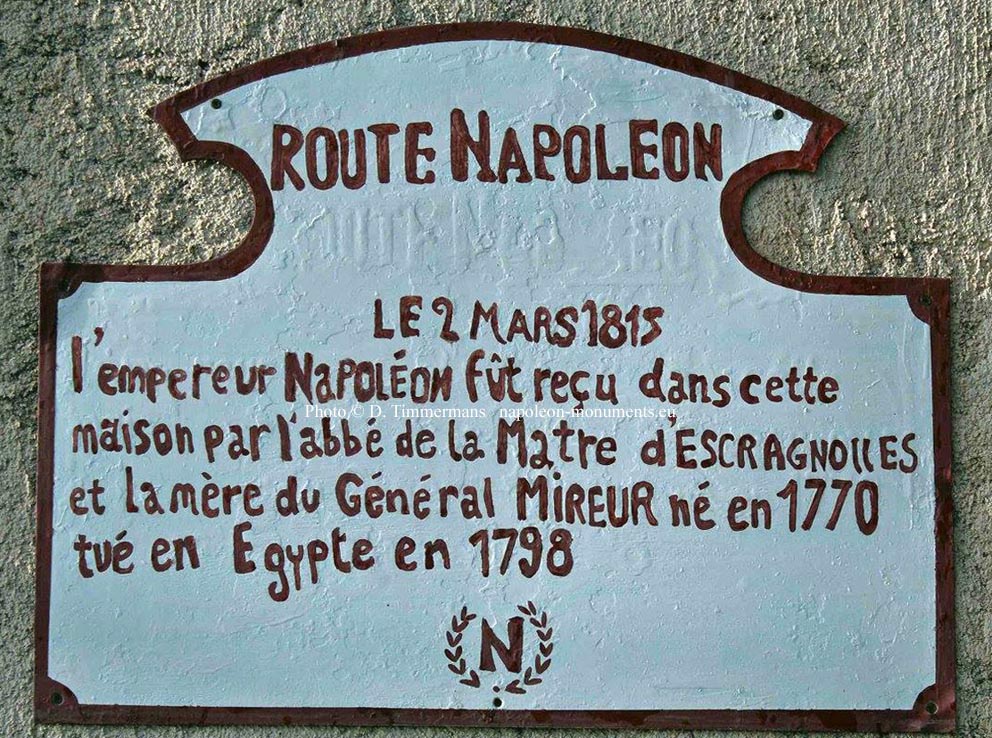 ROUTE NAPOLEON
LE 2 MARS 1815
l'empereur NAPOLÉON fût reçu dans cette
Photo © D. Timmermans napoleon-monuments.eu
maison par l'abbé de la Matre d'ESCRAGNOLLES
et la mère du Général MIREUR né en 1770
tué en Egypte en 1798
N